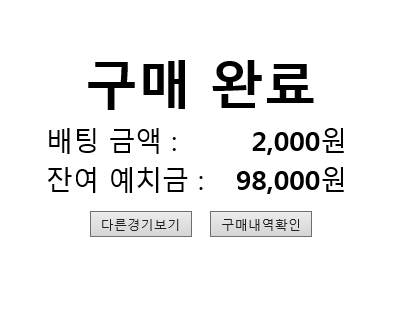 구매 완료
배팅 금액 : 2,000원
잔여 예치금 : 98,000원
다른경기보기 구매내역확인